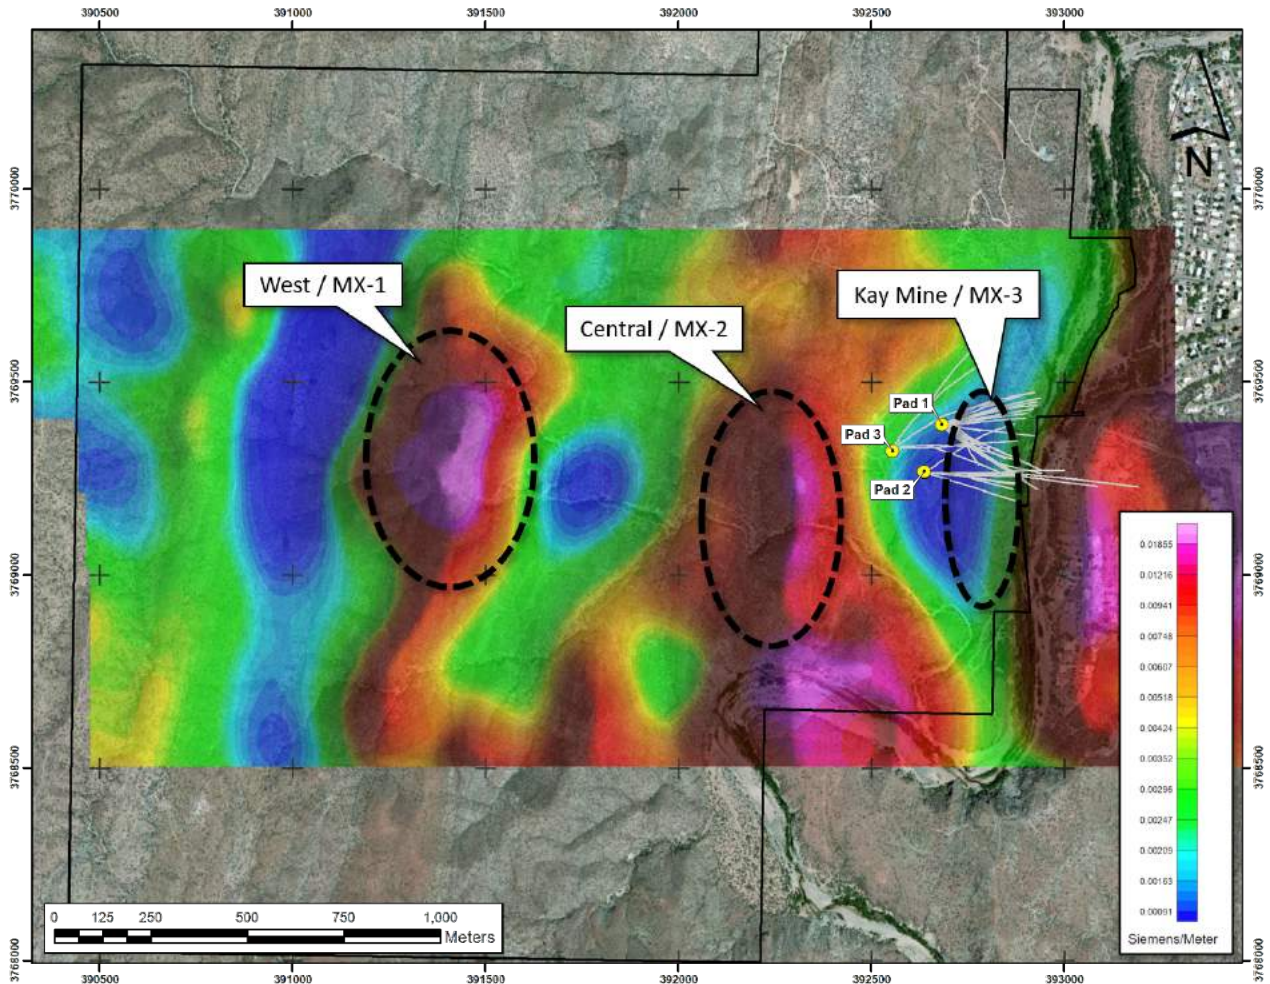 390500 391000 391500 392000 392500 393000
3770000
3770000
N
West / MX-1
Kay Mine / MX-3
Central / MX-2
3769500
3769500
Pad 1
Pad 3
Pad 2
0.01855
3769000
3769000
0.01216
0.00941
0.00748
0.00607
0.00518
0.00424
0.00352
3768500
3768500
0.00296
0.00247
0.00209
0.00163
0.00091
Siemens/Meter
0 125 250 500 750 1,000
Meters
3768000
3768000
390500 391000 391500 392000 392500 393000